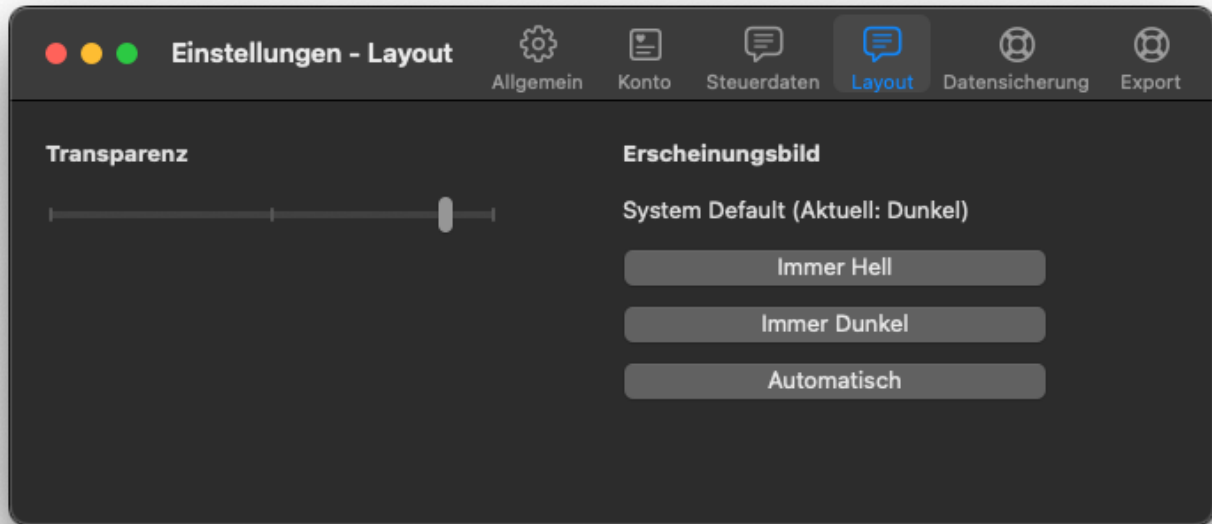 Einstellungen - Layout
Allgemein
Konto
Steuerdaten
Layout
Datensicherung
Export
Transparenz
Erscheinungsbild
System Default (Aktuell: Dunkel)
Immer Hell
Immer Dunkel
Automatisch